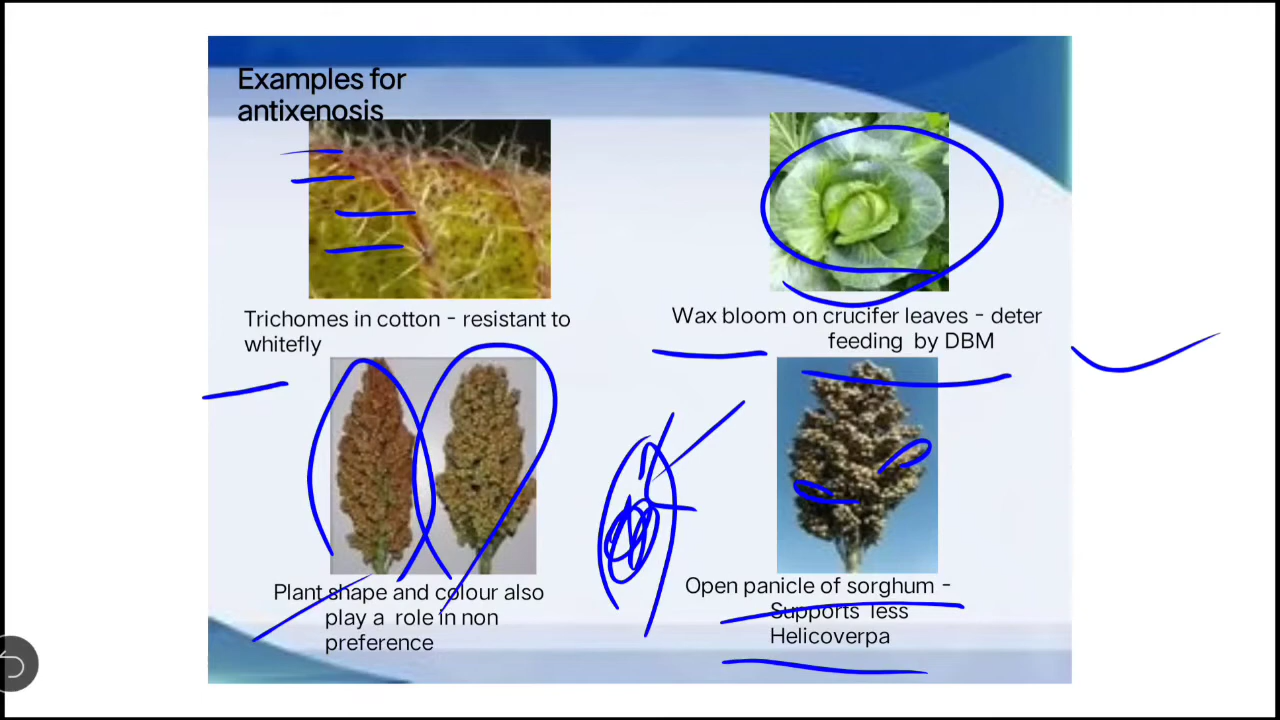 Examples for
antixenosis
Trichomes in cotton - resistant to
whitefly
Wax bloom on crucifer leaves - deter
feeding by DBM
Plant shape and colour also
play a role in non
preference
Open panicle of sorghum -
Supports less
Helicoverpa